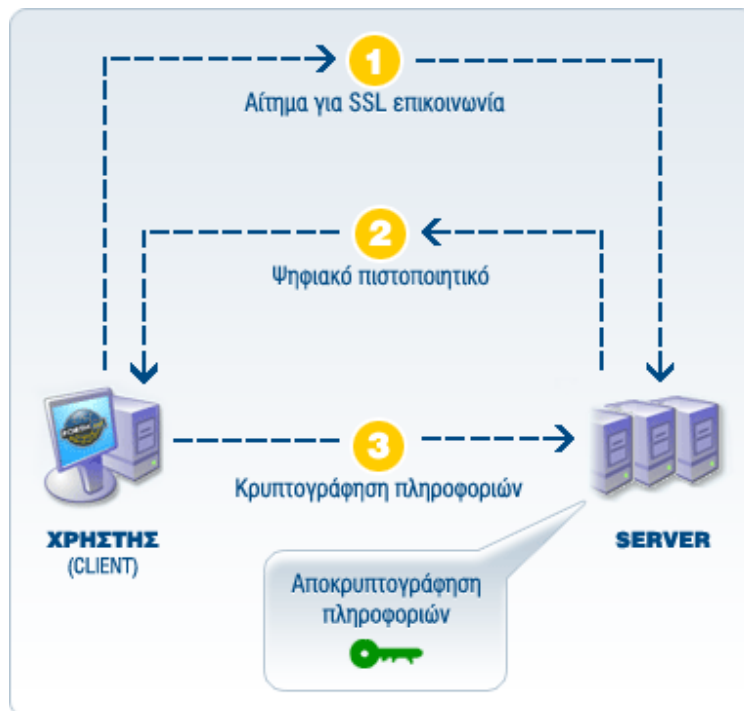 1
Αίτημα για SSL επικοινωνία
2
Ψηφιακό πιστοποιητικό
3
Κρυπτογράφηση πληροφοριών
ΧΡΗΣΤΗΣ
(CLIENT)
SERVER
Αποκρυπτογράφηση
πληροφοριών